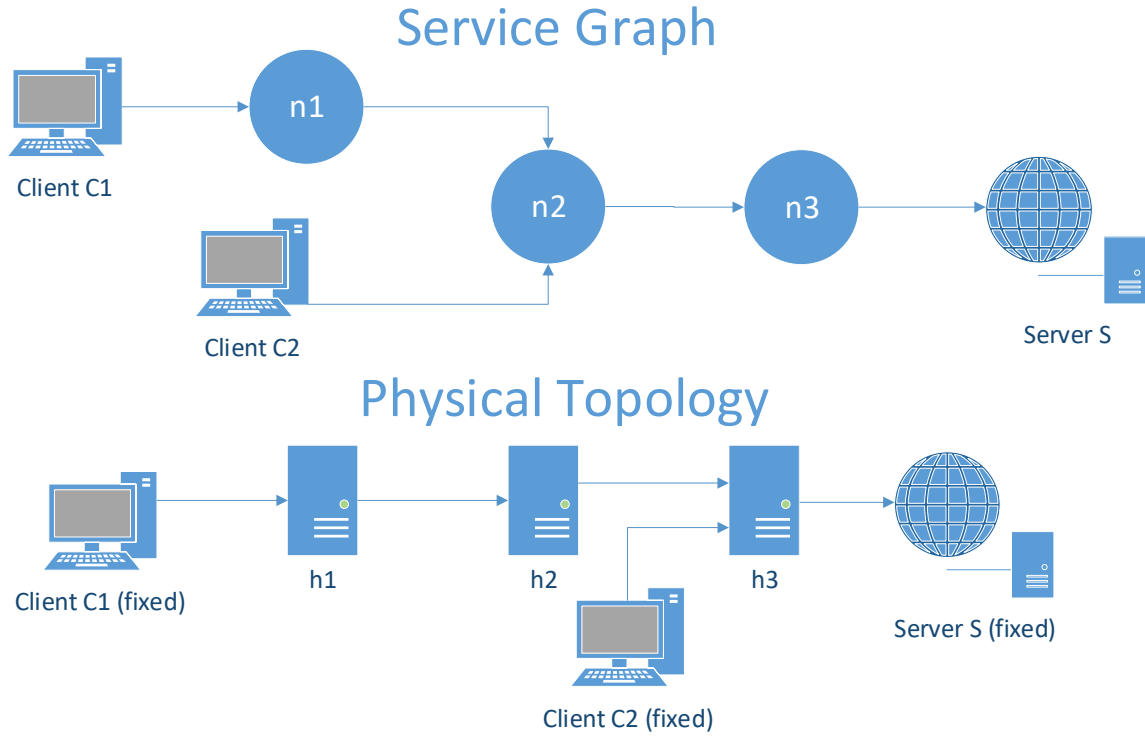 Service Graph
n1
Client C1
n2
n3
Client C2
Server S
Physical Topology
h1
h2
h3
Client C1 (fixed)
Server S (fixed)
Client C2 (fixed)